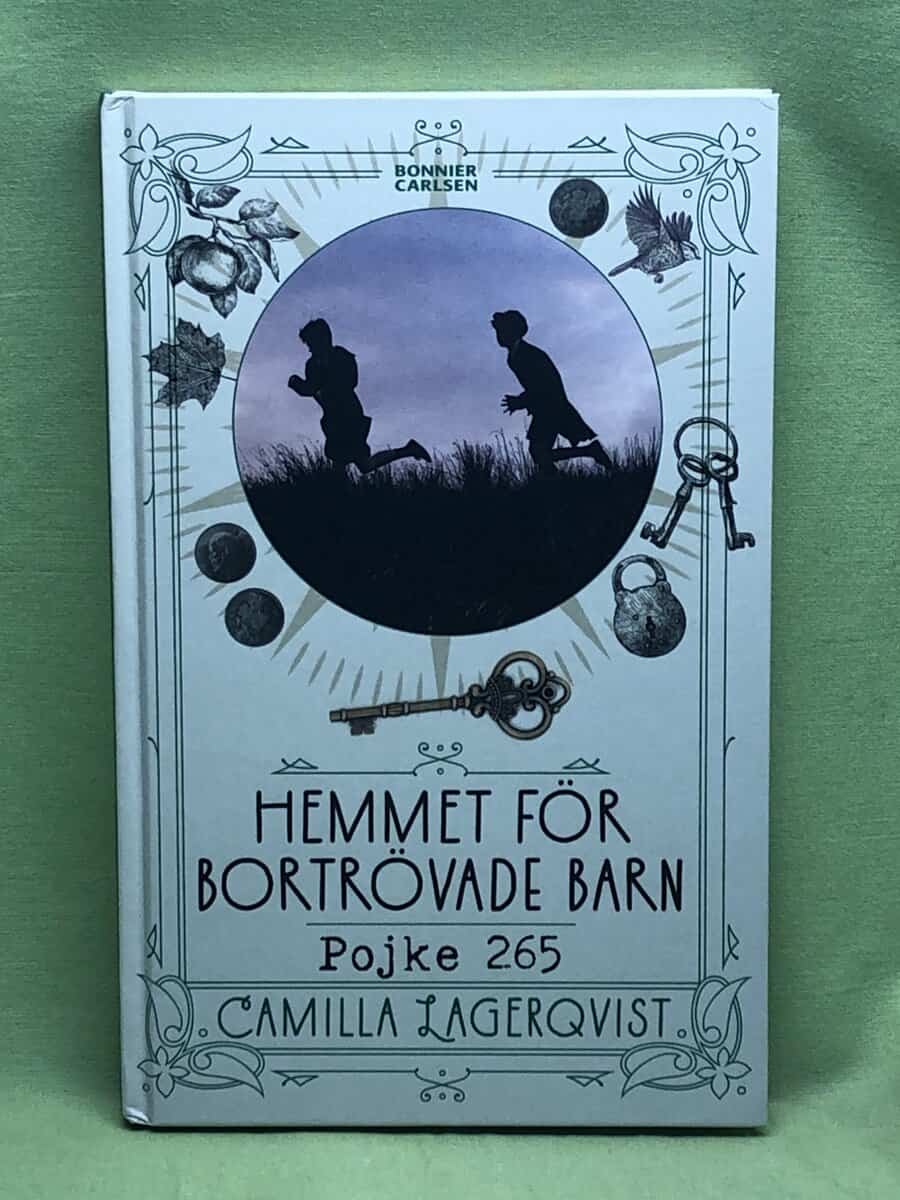 BONNIER
CARLSEN
HEMMET FÖR
BORTRÖVADE BARN
Pojke 265
CAMILLA LAGERQVIST